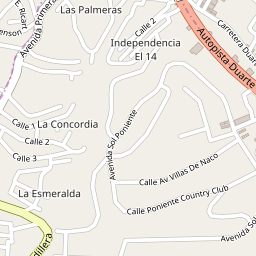 Las Palmeras
E. Ricart
Avenida Primera
Calle 2
Carretera Duarte
Autopista Duarte
Independencia
El 14
Avenida Sol Poniente
Calle 1
La Concordia
Calle 2
Calle 3
Calle Av Villas De Naco
La Esmeralda
Calle Poniente Country Club
Avenida Sol